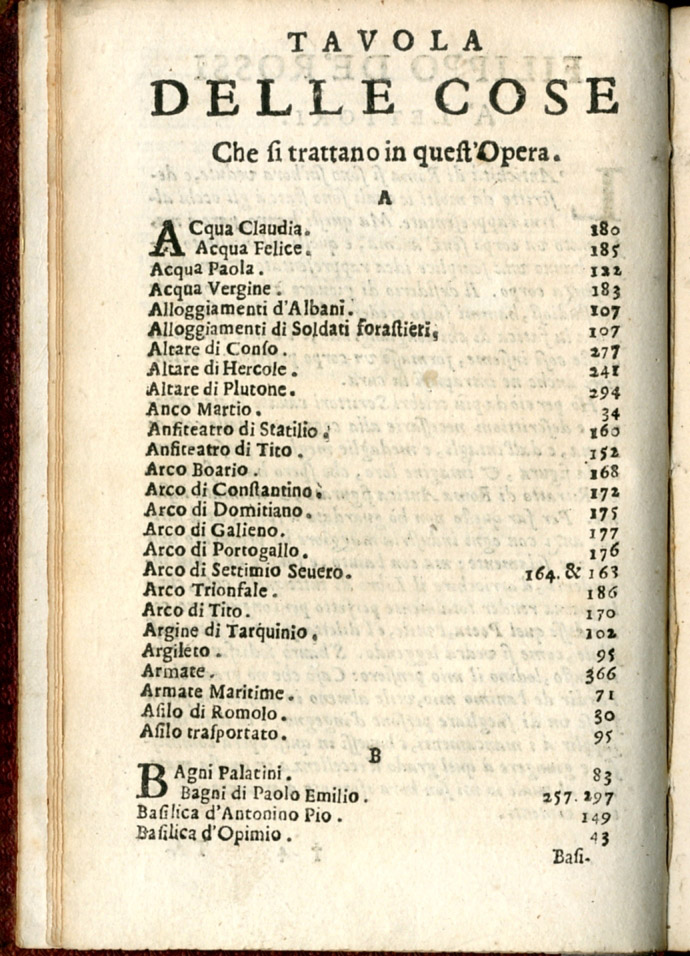 TAVOLA
DELLE COSE
Che ſi trattano in queſt'Opera.
A
ACqua Claudia. 180
Acqua Felice. 185
Acqua Paola. 122
Acqua Vergine. 183
Alloggiamenti d'Albani. 107
Alloggiamenti di Soldati foraſtieri, 107
Altare di Conſo. 277
Altare di Hercole. 241
Altare di Plutone. 294
Anco Martio. 34
Anfiteatro di Statilio. 160
Anfiteatro di Tito. 152
Arco Boario. 168
Arco di Conſtantino. 172
Arco di Domitiano. 175
Arco di Galieno. 177
Arco di Portogallo. 176
Arco di Settimio Seuero. 164. & 163
Arco Trionfale. 186
Arco di Tito. 170
Argine di Tarquinio. 102
Argileto. 95
Armate. 366
Armate Maritime. 71
Aſilo di Romolo. 30
Aſilo traſportato. 95
B
BAgni Palatini. 83
Bagni di Paolo Emilio. 257. 297
Baſilica d'Antonino Pio. 149
Baſilica d'Opimio. 43
Baſi-